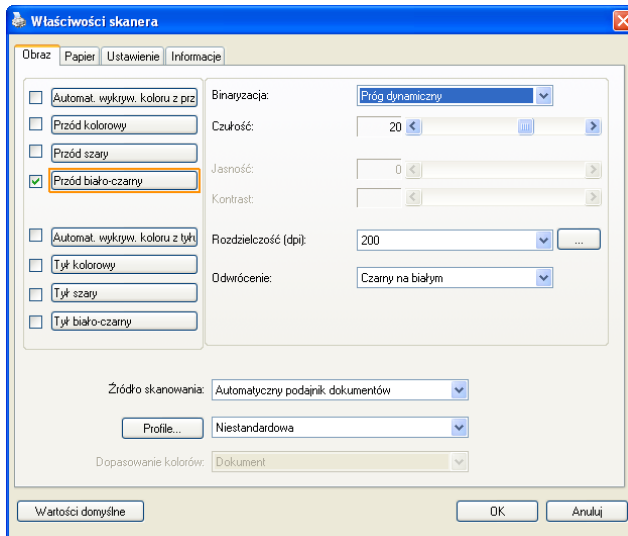 Właściwości skanera
Obraz Papier Ustawienie Informacje
Automat. wykryw. koloru z prz
Przód kolorowy
Przód szary
Przód biało-czarny
Automat. wykryw. koloru z tyłu
Tył kolorowy
Tył szary
Tył biało-czarny
Binaryzacja: Próg dynamiczny
Czułość: 20
Jasność: 0
Kontrast:
Rozdzielczość (dpi): 200 ...
Odwrócenie: Czarny na białym
Źródło skanowania: Automatyczny podajnik dokumentów
Profile... Niestandardowa
Dopasowanie kolorów: Dokument
Wartości domyślne OK Anuluj